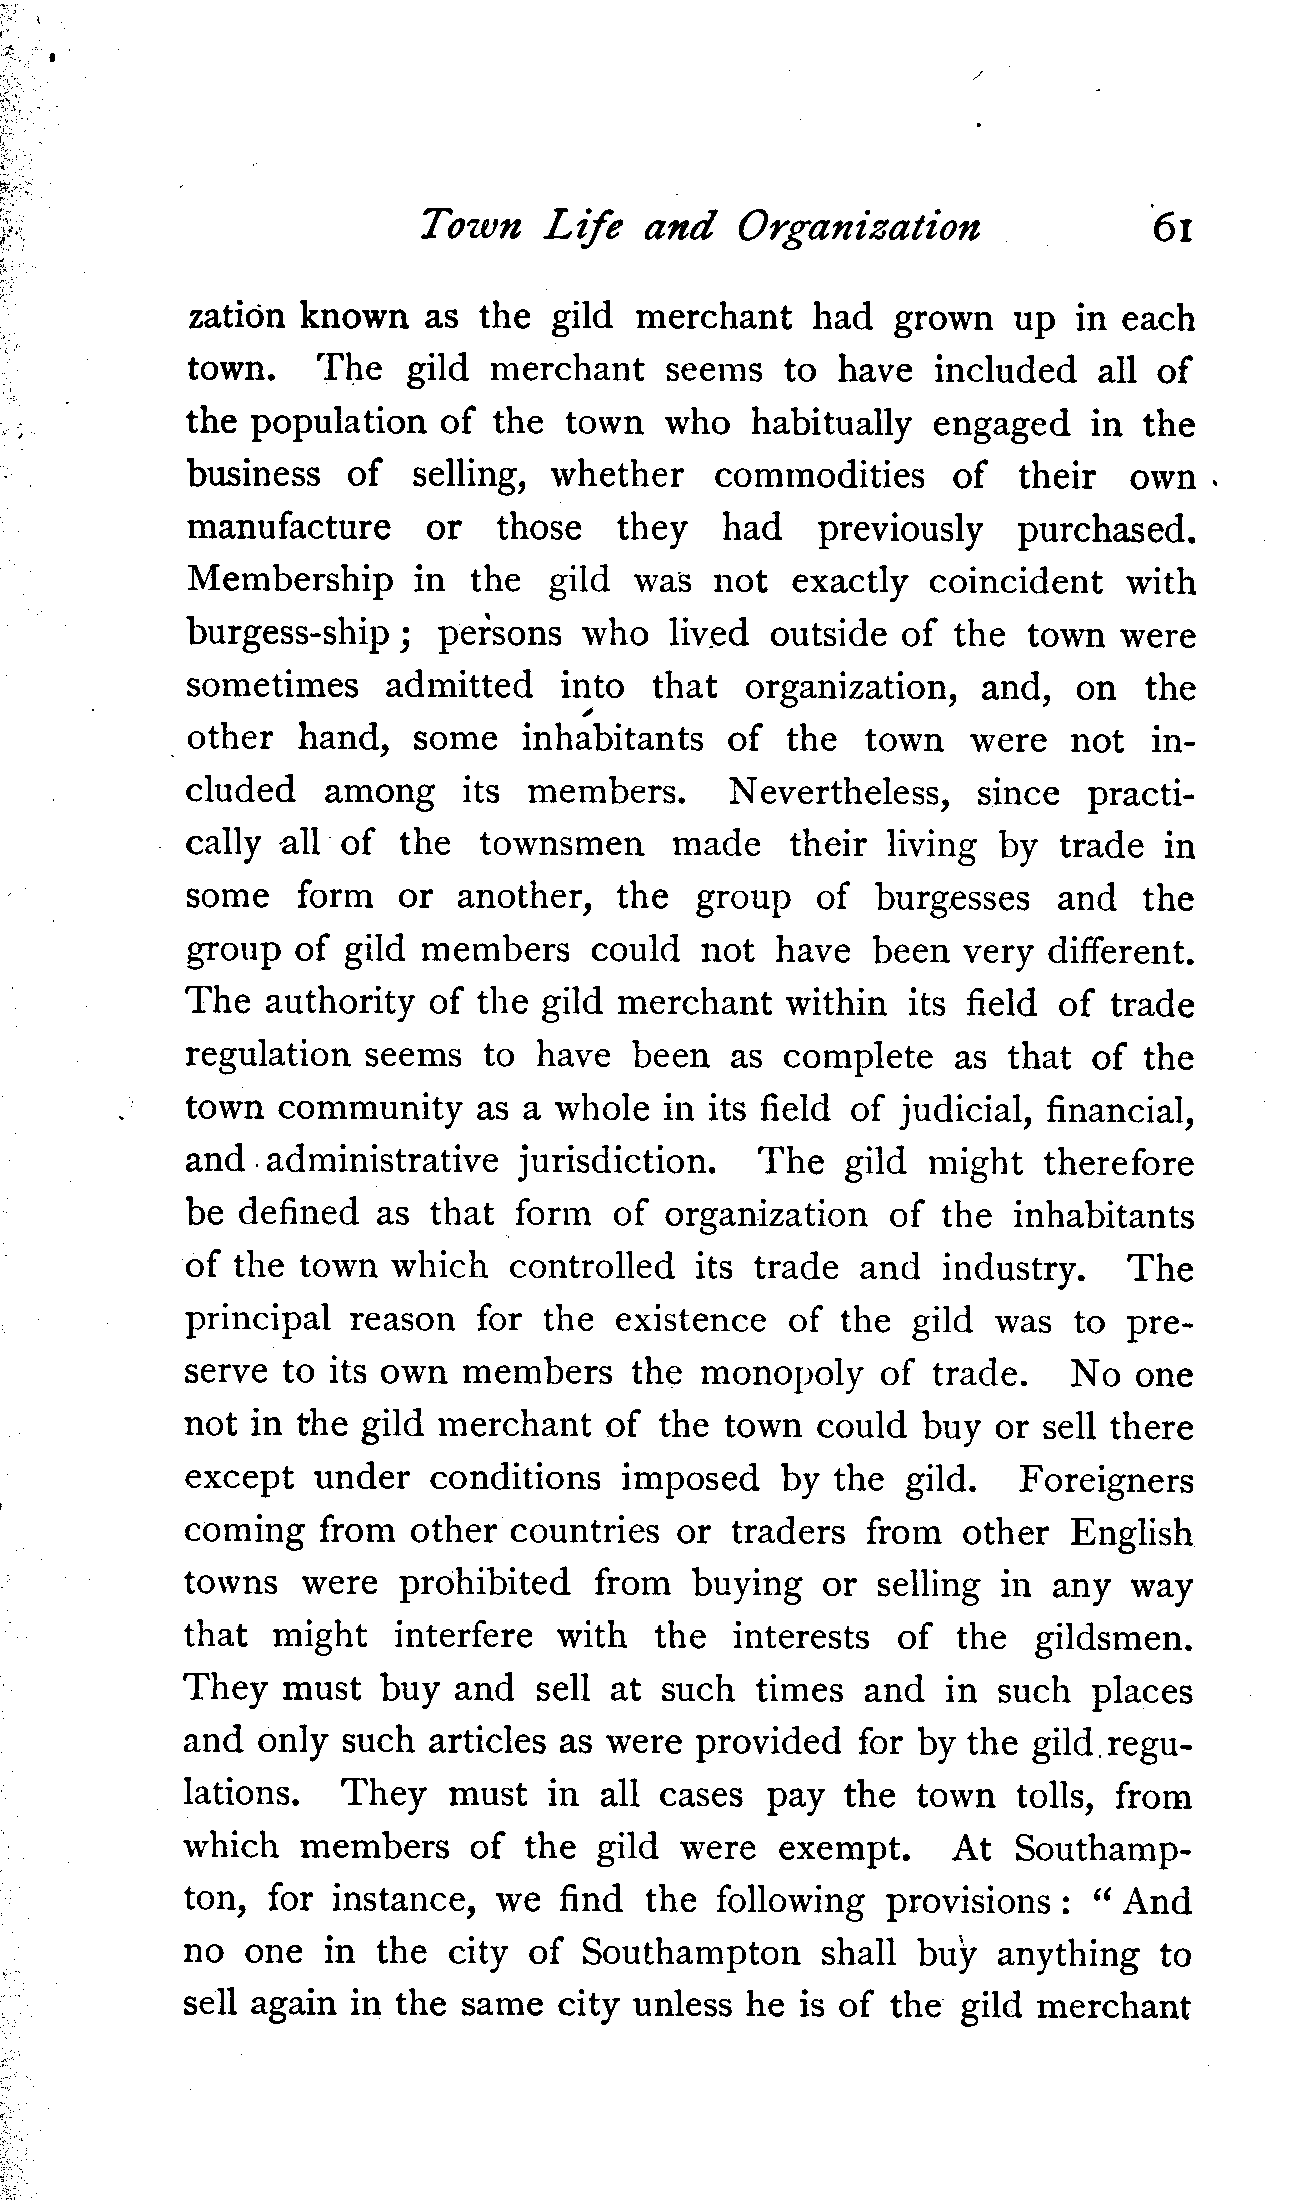 Town Life and Organization 61
zation known as the gild merchant had grown up in each
town. The gild merchant seems to have included all of
the population of the town who habitually engaged in the
business of selling, whether commodities of their own
manufacture or those they had previously purchased.
Membership in the gild was not exactly coincident with
burgess-ship; persons who lived outside of the town were
sometimes admitted into that organization, and, on the
other hand, some inhabitants of the town were not in-
cluded among its members. Nevertheless, since practi-
cally all of the townsmen made their living by trade in
some form or another, the group of burgesses and the
group of gild members could not have been very different.
The authority of the gild merchant within its field of trade
regulation seems to have been as complete as that of the
town community as a whole in its field of judicial, financial,
and administrative jurisdiction. The gild might therefore
be defined as that form of organization of the inhabitants
of the town which controlled its trade and industry. The
principal reason for the existence of the gild was to pre-
serve to its own members the monopoly of trade. No one
not in the gild merchant of the town could buy or sell there
except under conditions imposed by the gild. Foreigners
coming from other countries or traders from other English
towns were prohibited from buying or selling in any way
that might interfere with the interests of the gildsmen.
They must buy and sell at such times and in such places
and only such articles as were provided for by the gild regu-
lations. They must in all cases pay the town tolls, from
which members of the gild were exempt. At Southamp-
ton, for instance, we find the following provisions: "And
no one in the city of Southampton shall buy anything to
sell again in the same city unless he is of the gild merchant